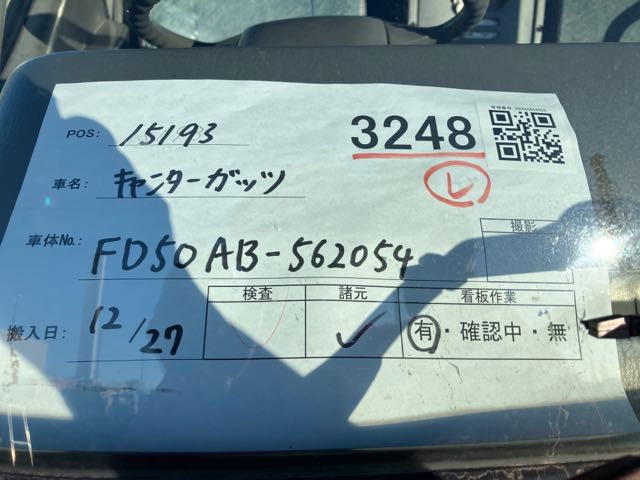 POS: 15193
3248
車名: キャンターガッツ
レ
撮影
車体No.: FD50AB-562054
検査 諸元 看板作業
搬入日: 12/27 ✓ 有・確認中・無